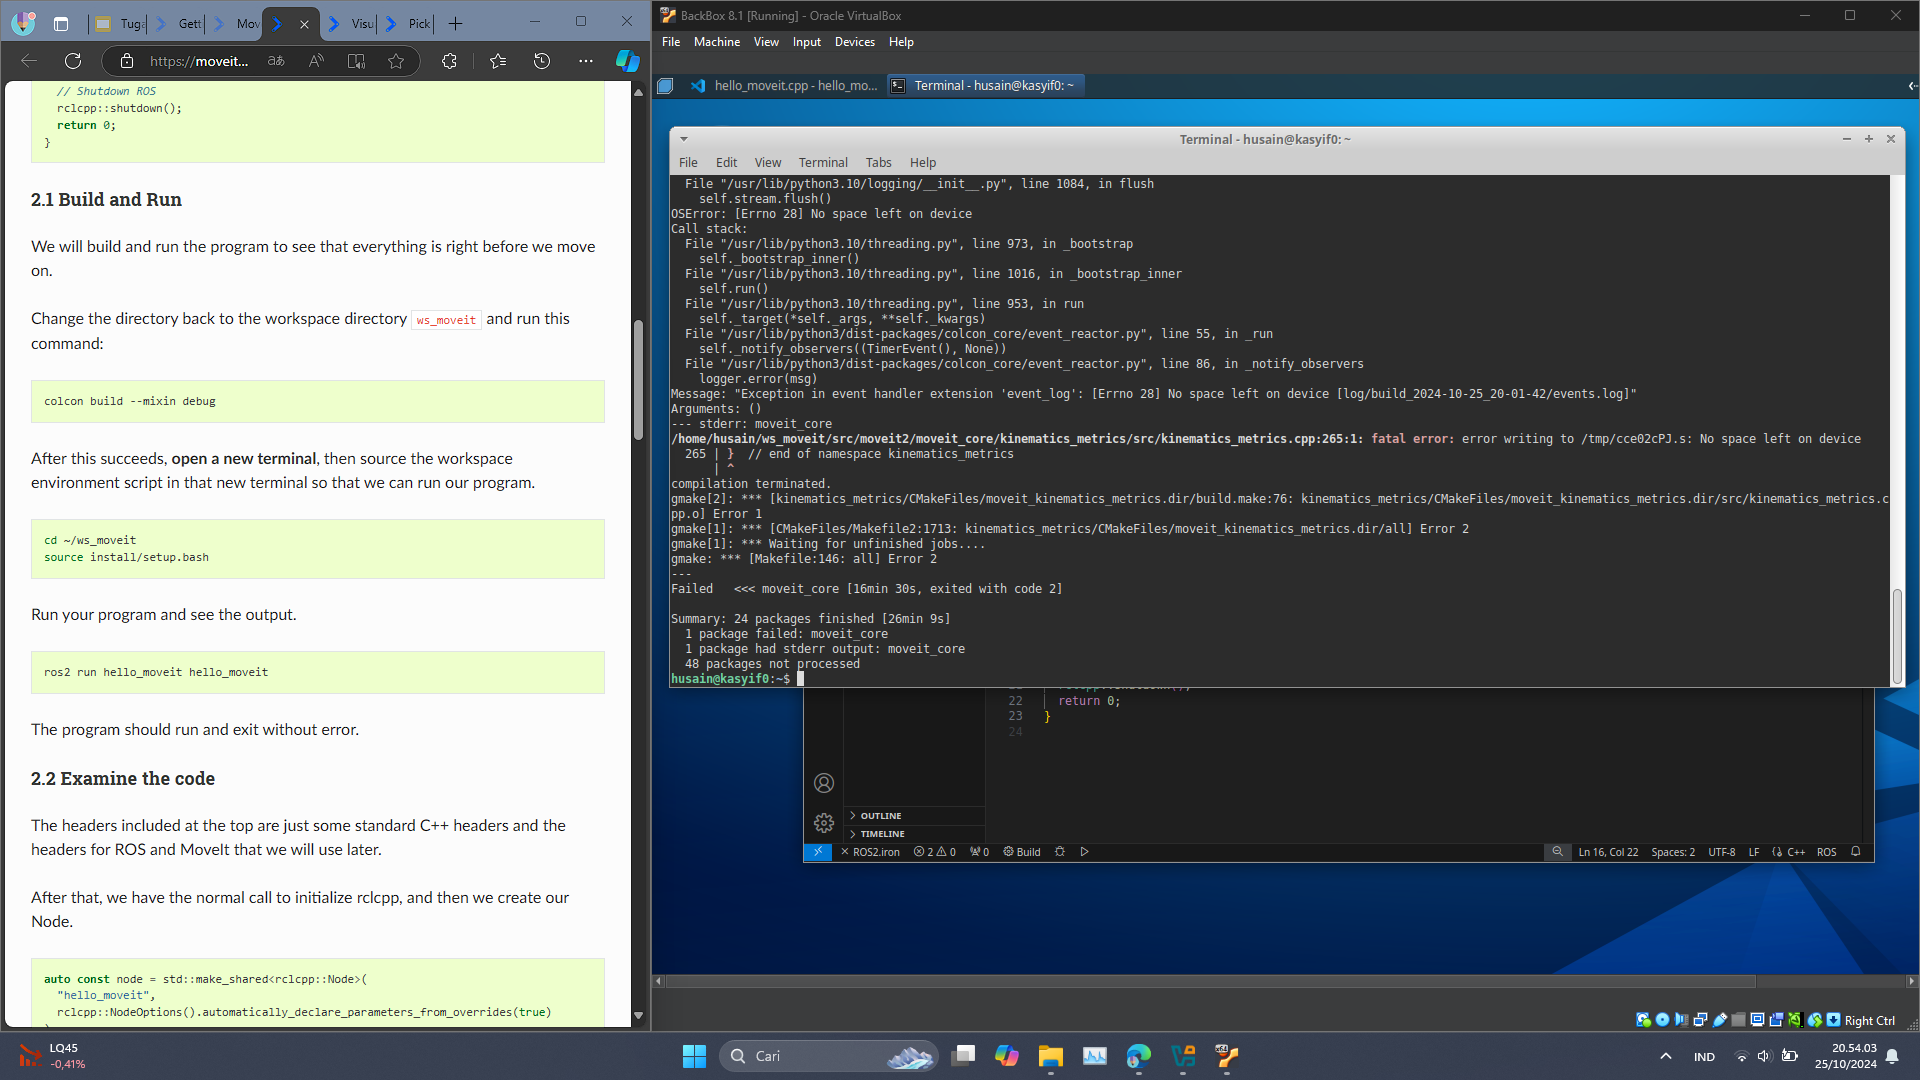 Tuga
Gett
Mov
Visu
Pick
https://moveit...
// Shutdown ROS
rclcpp::shutdown();
return 0;
}
2.1 Build and Run
We will build and run the program to see that everything is right before we move
on.
Change the directory back to the workspace directory ws_moveit and run this
command:
colcon build --mixin debug
After this succeeds, open a new terminal, then source the workspace
environment script in that new terminal so that we can run our program.
cd ~/ws_moveit
source install/setup.bash
Run your program and see the output.
ros2 run hello_moveit hello_moveit
The program should run and exit without error.
2.2 Examine the code
The headers included at the top are just some standard C++ headers and the
headers for ROS and MoveIt that we will use later.
After that, we have the normal call to initialize rclcpp, and then we create our
Node.
auto const node = std::make_shared<rclcpp::Node>(
"hello_moveit",
rclcpp::NodeOptions().automatically_declare_parameters_from_overrides(true)
BackBox 8.1 [Running] - Oracle VirtualBox
File Machine View Input Devices Help
hello_moveit.cpp - hello_mo...
Terminal - husain@kasyif0: ~
Terminal - husain@kasyif0: ~
File Edit View Terminal Tabs Help
File "/usr/lib/python3.10/logging/__init__.py", line 1084, in flush
self.stream.flush()
OSError: [Errno 28] No space left on device
Call stack:
File "/usr/lib/python3.10/threading.py", line 973, in _bootstrap
self._bootstrap_inner()
File "/usr/lib/python3.10/threading.py", line 1016, in _bootstrap_inner
self.run()
File "/usr/lib/python3.10/threading.py", line 953, in run
self._target(*self._args, **self._kwargs)
File "/usr/lib/python3/dist-packages/colcon_core/event_reactor.py", line 55, in _run
self._notify_observers((TimerEvent(), None))
File "/usr/lib/python3/dist-packages/colcon_core/event_reactor.py", line 86, in _notify_observers
logger.error(msg)
Message: "Exception in event handler extension 'event_log': [Errno 28] No space left on device [log/build_2024-10-25_20-01-42/events.log]"
Arguments: ()
--- stderr: moveit_core
/home/husain/ws_moveit/src/moveit2/moveit_core/kinematics_metrics/src/kinematics_metrics.cpp:265:1: fatal error: error writing to /tmp/cce02cPJ.s: No space left on device
265 | } // end of namespace kinematics_metrics
| ^
compilation terminated.
gmake[2]: *** [kinematics_metrics/CMakeFiles/moveit_kinematics_metrics.dir/build.make:76: kinematics_metrics/CMakeFiles/moveit_kinematics_metrics.dir/src/kinematics_metrics.c
pp.o] Error 1
gmake[1]: *** [CMakeFiles/Makefile2:1713: kinematics_metrics/CMakeFiles/moveit_kinematics_metrics.dir/all] Error 2
gmake[1]: *** Waiting for unfinished jobs....
gmake: *** [Makefile:146: all] Error 2
---
Failed <<< moveit_core [16min 30s, exited with code 2]
Summary: 24 packages finished [26min 9s]
1 package failed: moveit_core
1 package had stderr output: moveit_core
48 packages not processed
husain@kasyif0:~$
22 return 0;
23 }
24
OUTLINE
TIMELINE
ROS2.iron 2 0 0 Build Ln 16, Col 22 Spaces: 2 UTF-8 LF C++ ROS
Right Ctrl
LQ45
-0,41%
Cari
IND
20.54.03
25/10/2024